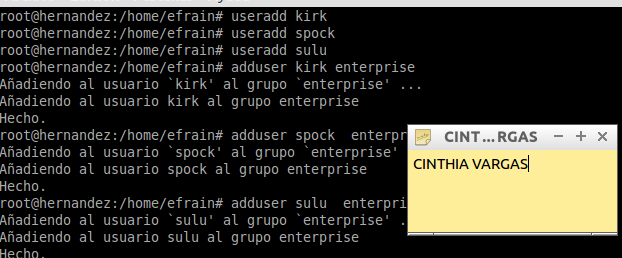 root@hernandez:/home/efrain# useradd kirk
root@hernandez:/home/efrain# useradd spock
root@hernandez:/home/efrain# useradd sulu
root@hernandez:/home/efrain# adduser kirk enterprise
Añadiendo al usuario `kirk' al grupo `enterprise' ...
Añadiendo al usuario kirk al grupo enterprise
Hecho.
root@hernandez:/home/efrain# adduser spock  enterpr
Añadiendo al usuario `spock' al grupo `enterprise'
Añadiendo al usuario spock al grupo enterprise
Hecho.
root@hernandez:/home/efrain# adduser sulu  enterpri
Añadiendo al usuario `sulu' al grupo `enterprise' .
Añadiendo al usuario sulu al grupo enterprise
Hecho.
CINT...RGAS
CINTHIA VARGAS